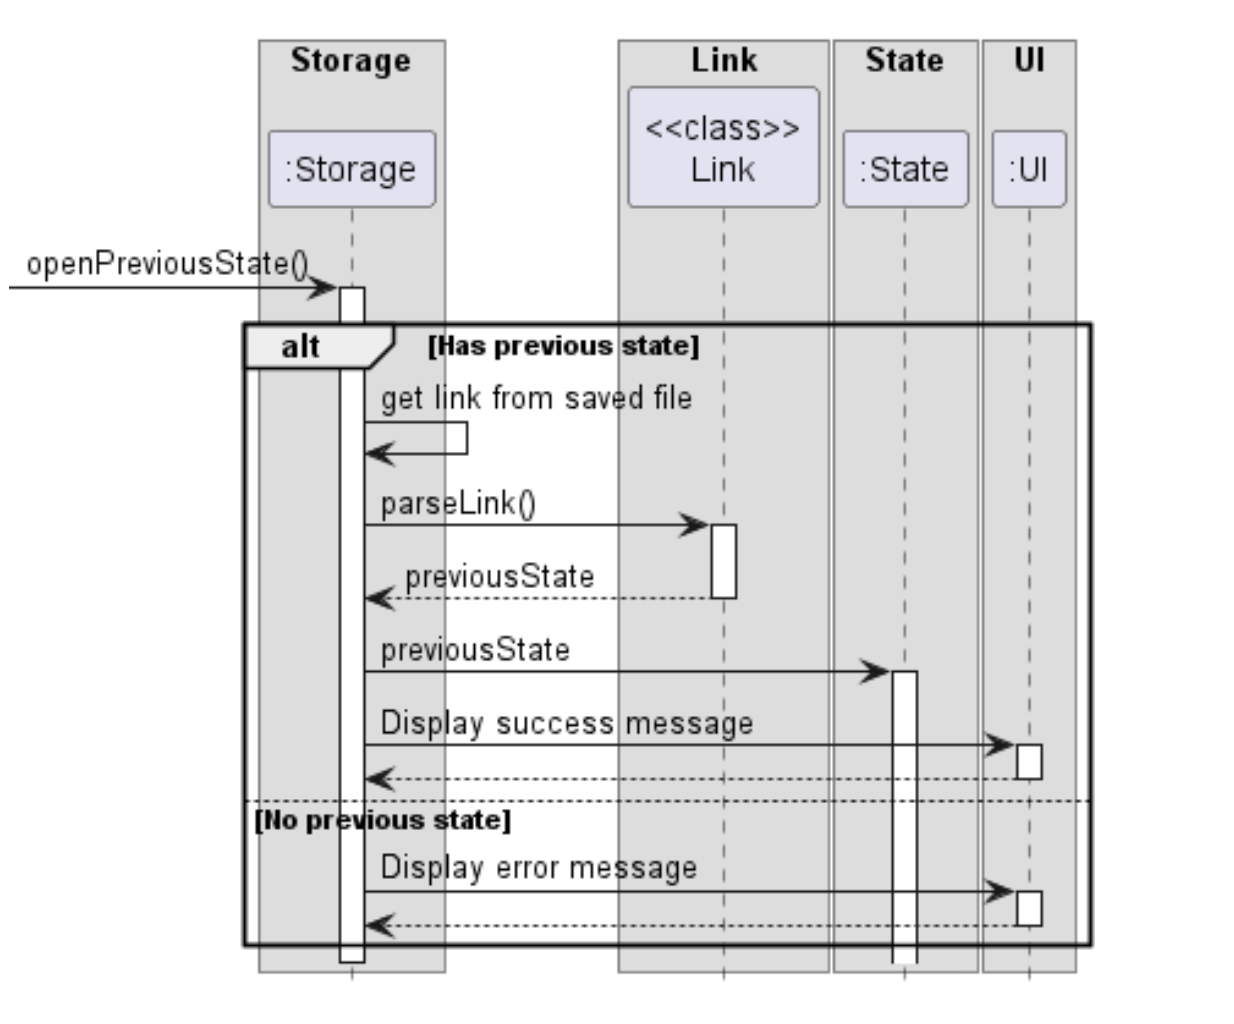 Storage
Link
State
UI
<<class>>
:Storage
Link
:State
:UI
openPreviousState()
alt
[Has previous state]
get link from saved file
parseLink()
previousState
previousState
Display success message
[No previous state]
Display error message